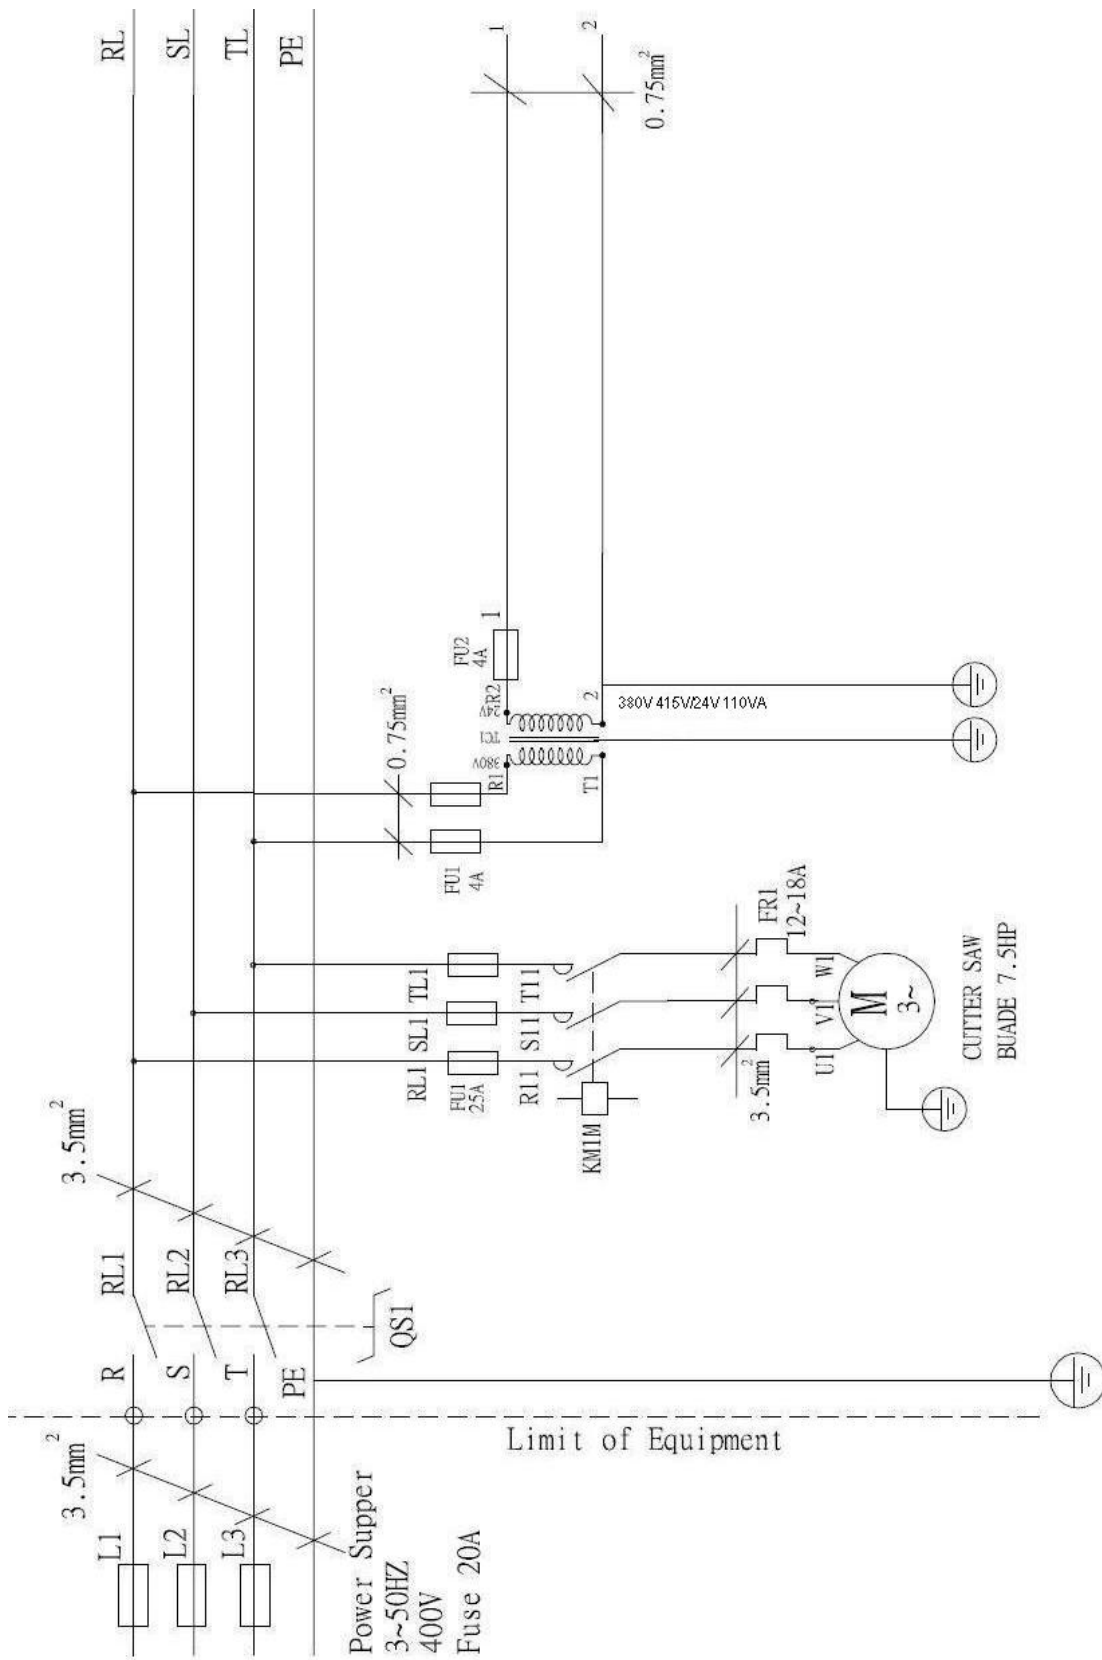 RL
SL
TL
PE
1
2
0.75mm²
3.5mm²
L1
L2
L3
Power Supper
3~50HZ
400V
Fuse 20A
R
S
T
PE
Limit of Equipment
QS1
RL1
RL2
RL3
3.5mm²
RL1
SL1
TL1
FU1
25A
R11
S11
T11
KM1M
3.5mm²
FR1
12~18A
U1
V1
W1
M
3~
CUTTER SAW
BUADE 7.5HP
FU1
4A
0.75mm²
R1
T1
380V
TC1
24V
R2
2
FU2
4A
1
380V 415V/24V 110VA